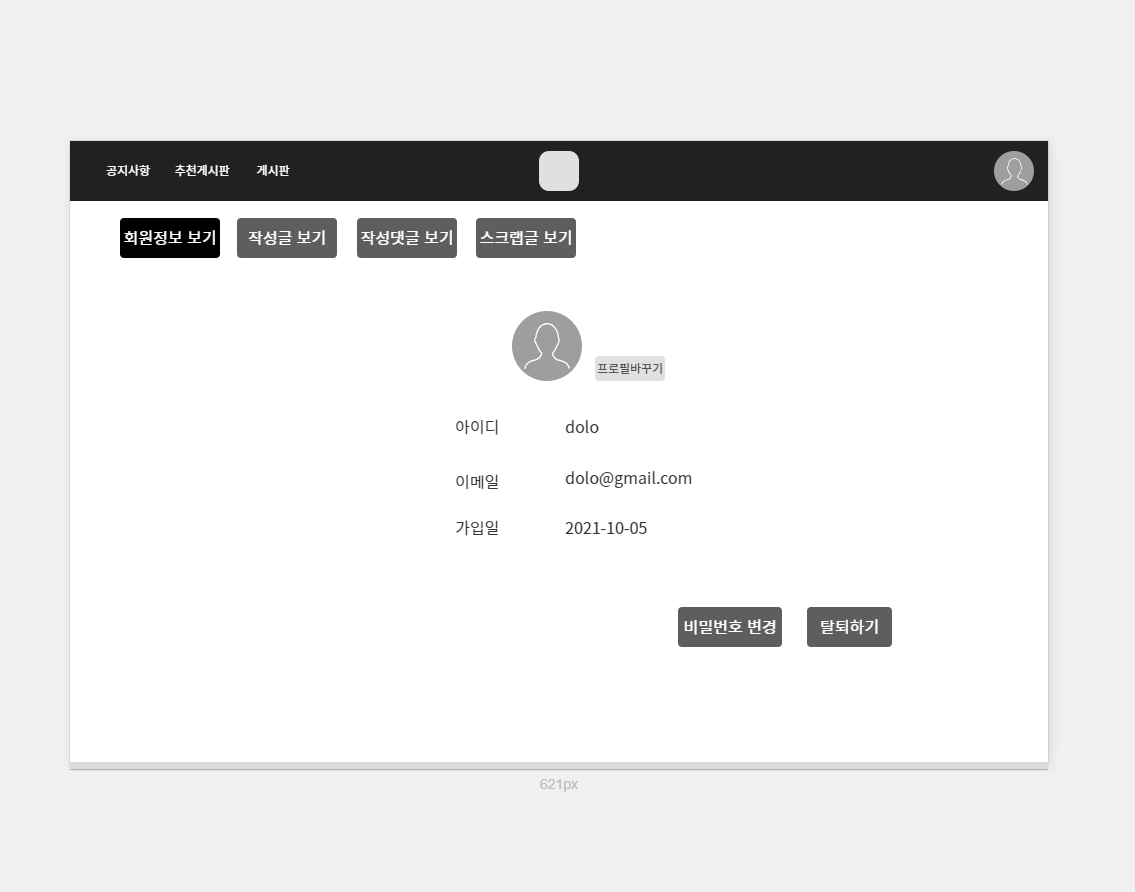 공지사항 추천게시판 게시판
회원정보 보기 작성글 보기 작성댓글 보기 스크랩글 보기
프로필바꾸기
아이디 dolo
이메일 dolo@gmail.com
가입일 2021-10-05
비밀번호 변경 탈퇴하기
621px